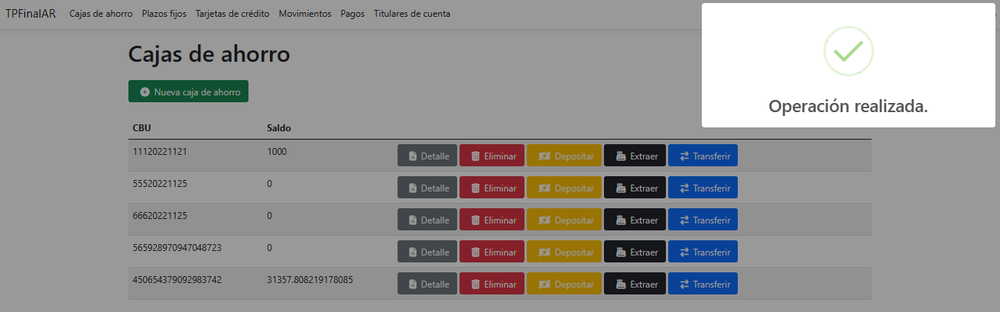 TPFinalAR Cajas de ahorro Plazos fijos Tarjetas de crédito Movimientos Pagos Titulares de cuenta
Operación realizada.
Cajas de ahorro
Nueva caja de ahorro
CBU Saldo
11120221121 1000 Detalle Eliminar Depositar Extraer Transferir
55520221125 0 Detalle Eliminar Depositar Extraer Transferir
66620221125 0 Detalle Eliminar Depositar Extraer Transferir
565928970947048723 0 Detalle Eliminar Depositar Extraer Transferir
450654379092983742 31357.808219178085 Detalle Eliminar Depositar Extraer Transferir